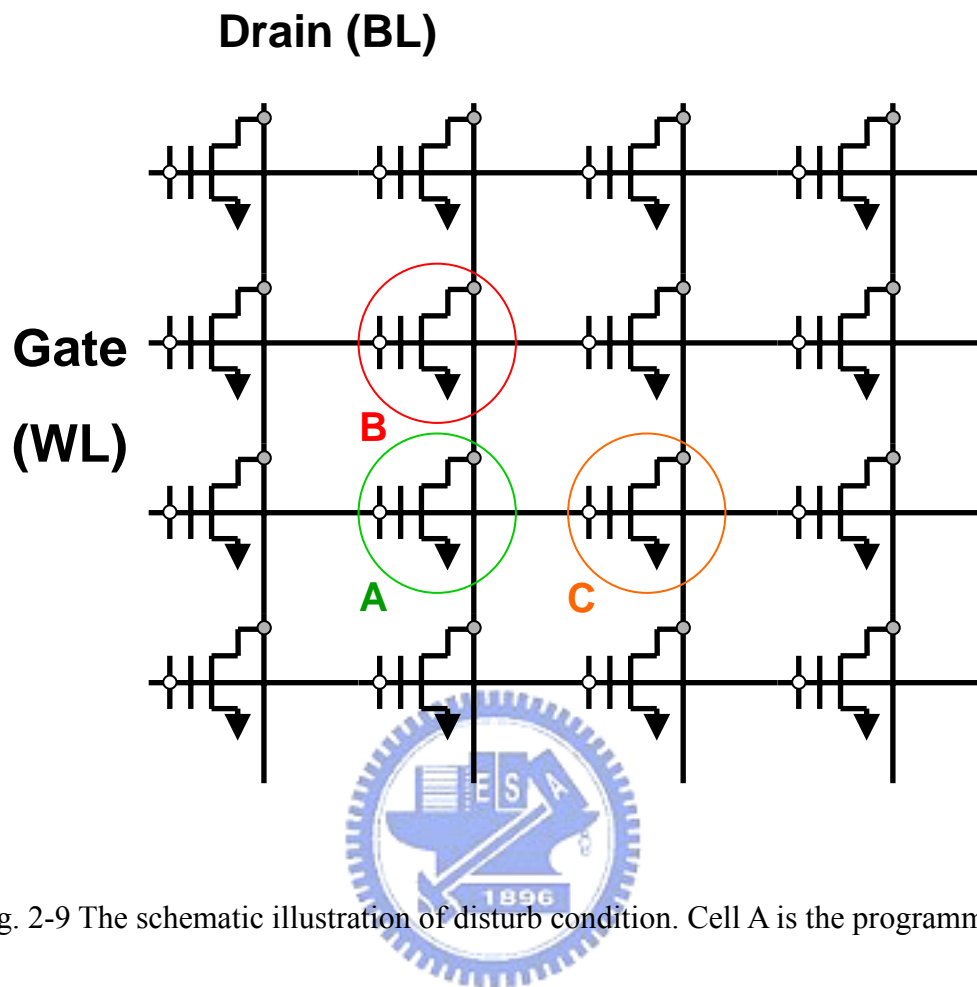 Drain (BL)
Gate
(WL)
B
A
C
E S A
1896
g. 2-9 The schematic illustration of disturb condition. Cell A is the programm